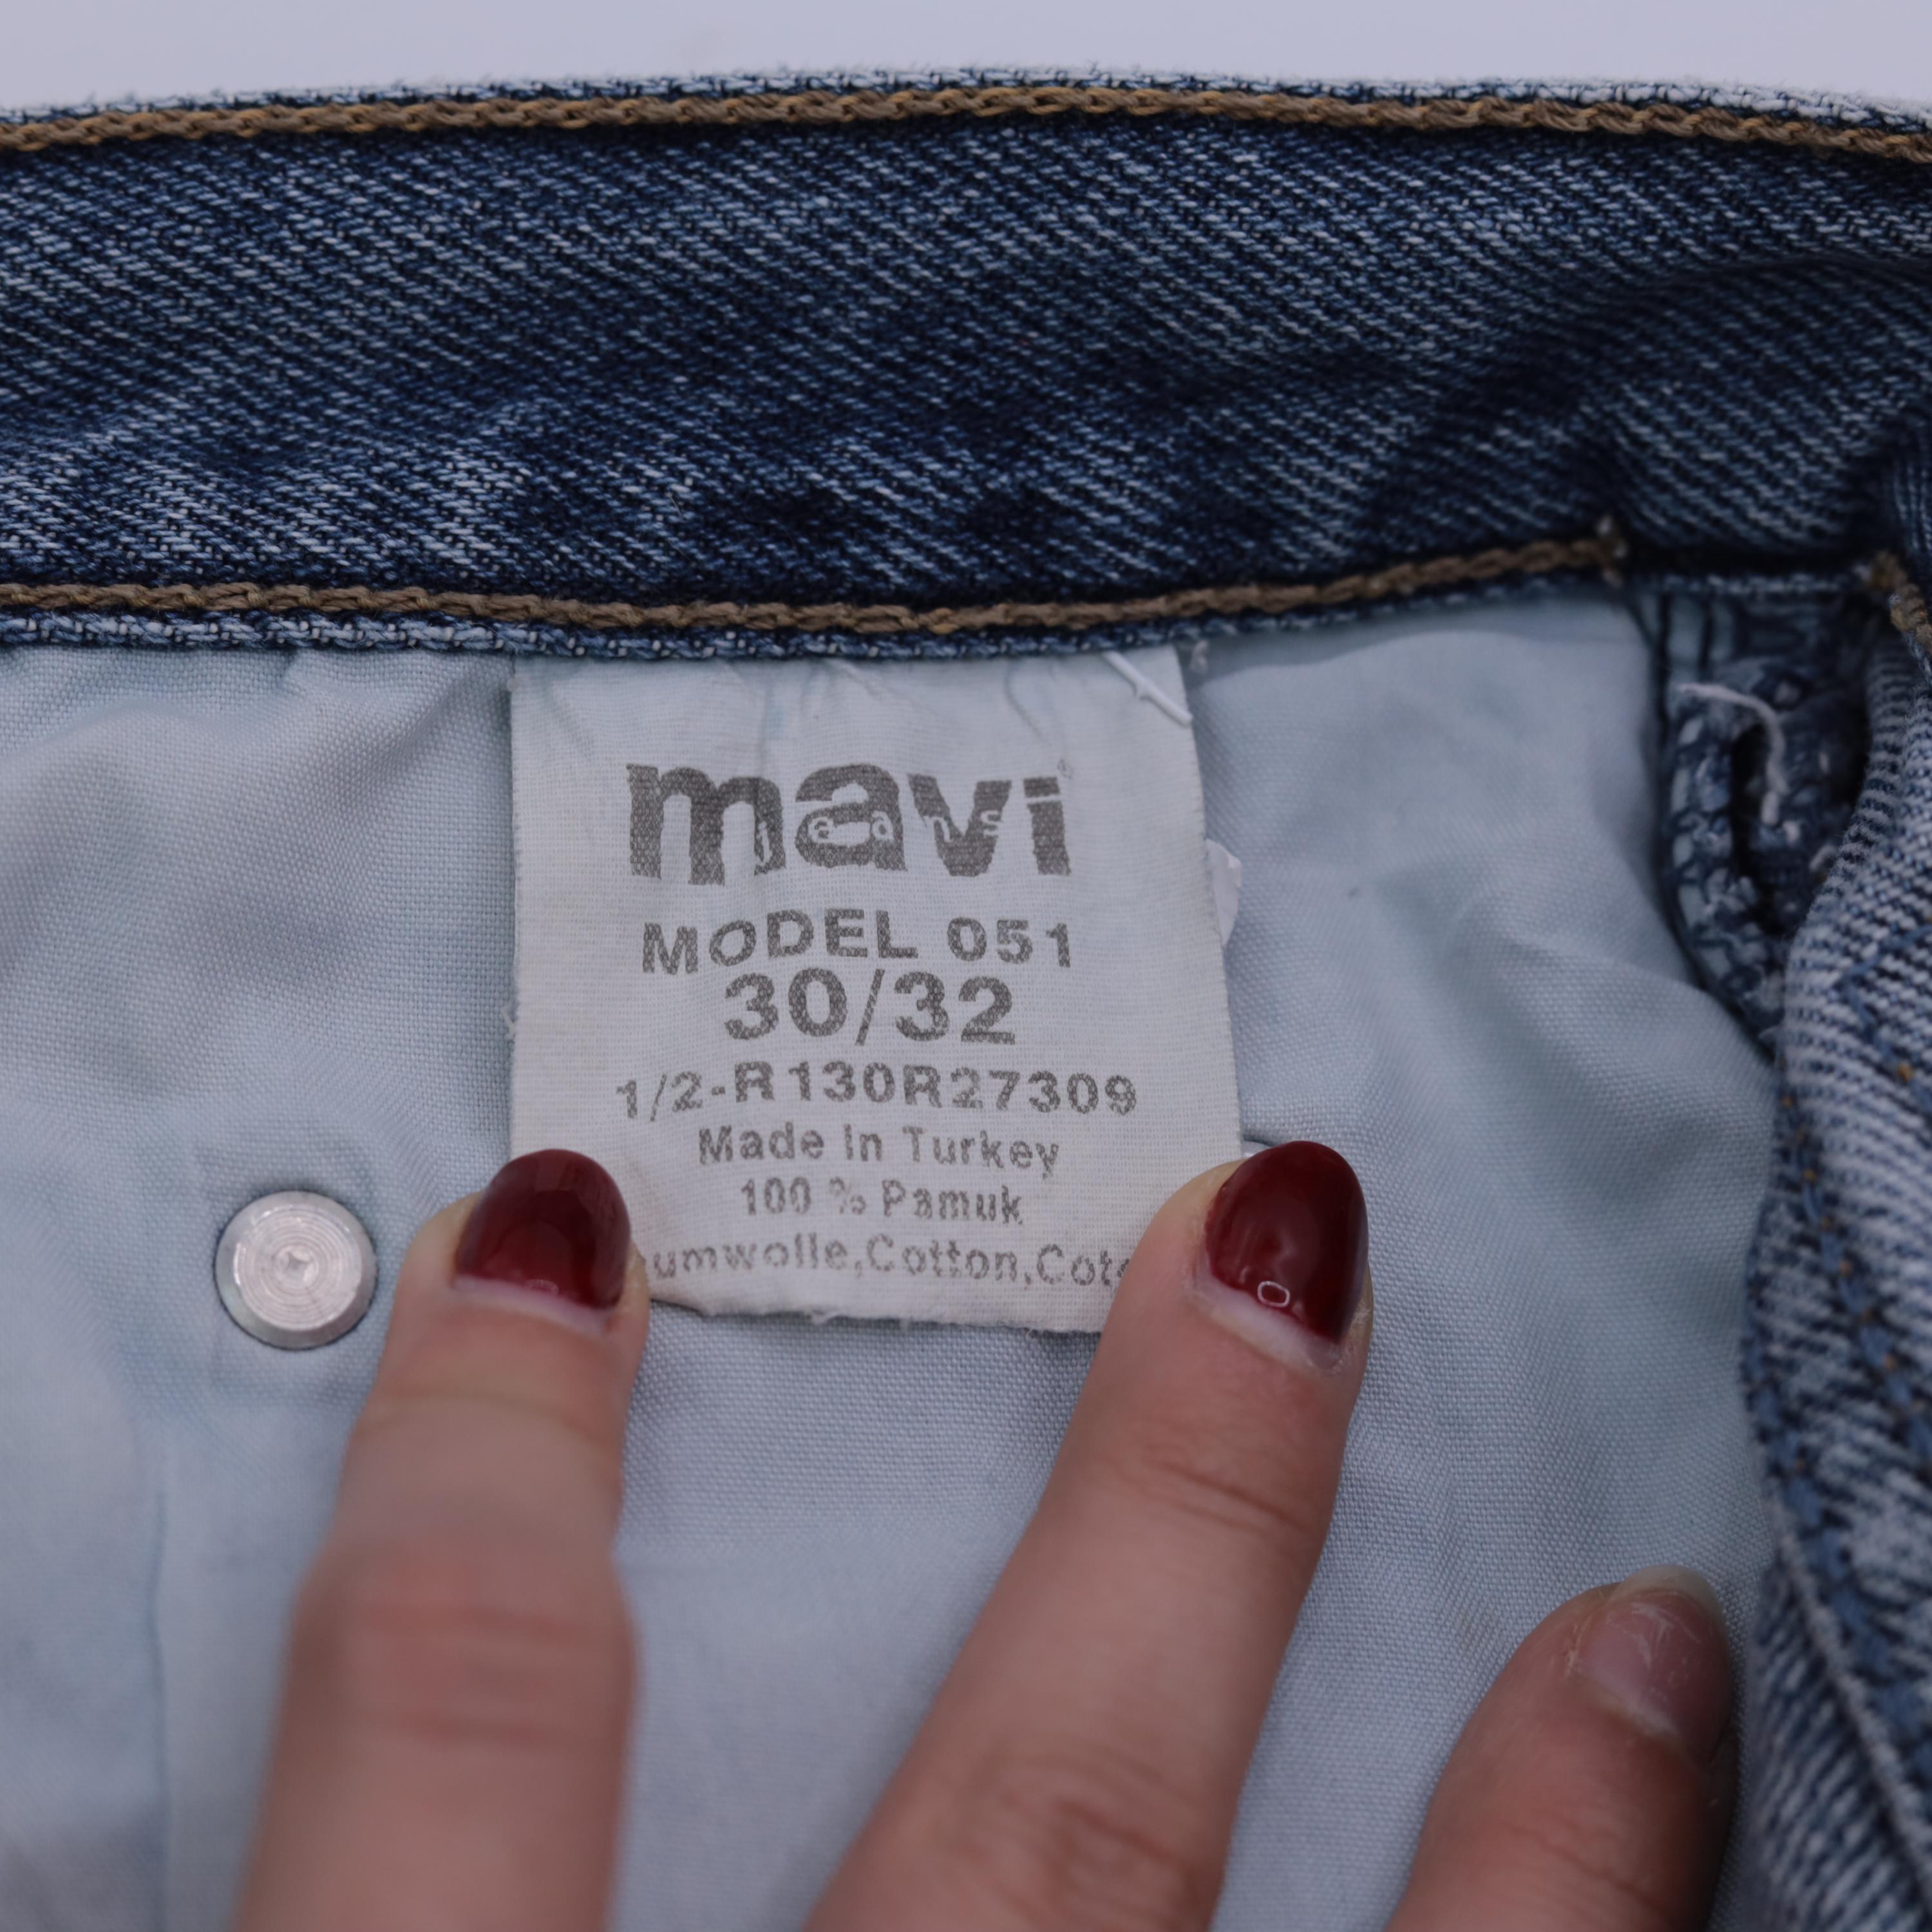 mavi
jeans
MODEL 051
30/32
1/2-R130R27309
Made In Turkey
100 % Pamuk
umwolle,Cotton,Cot